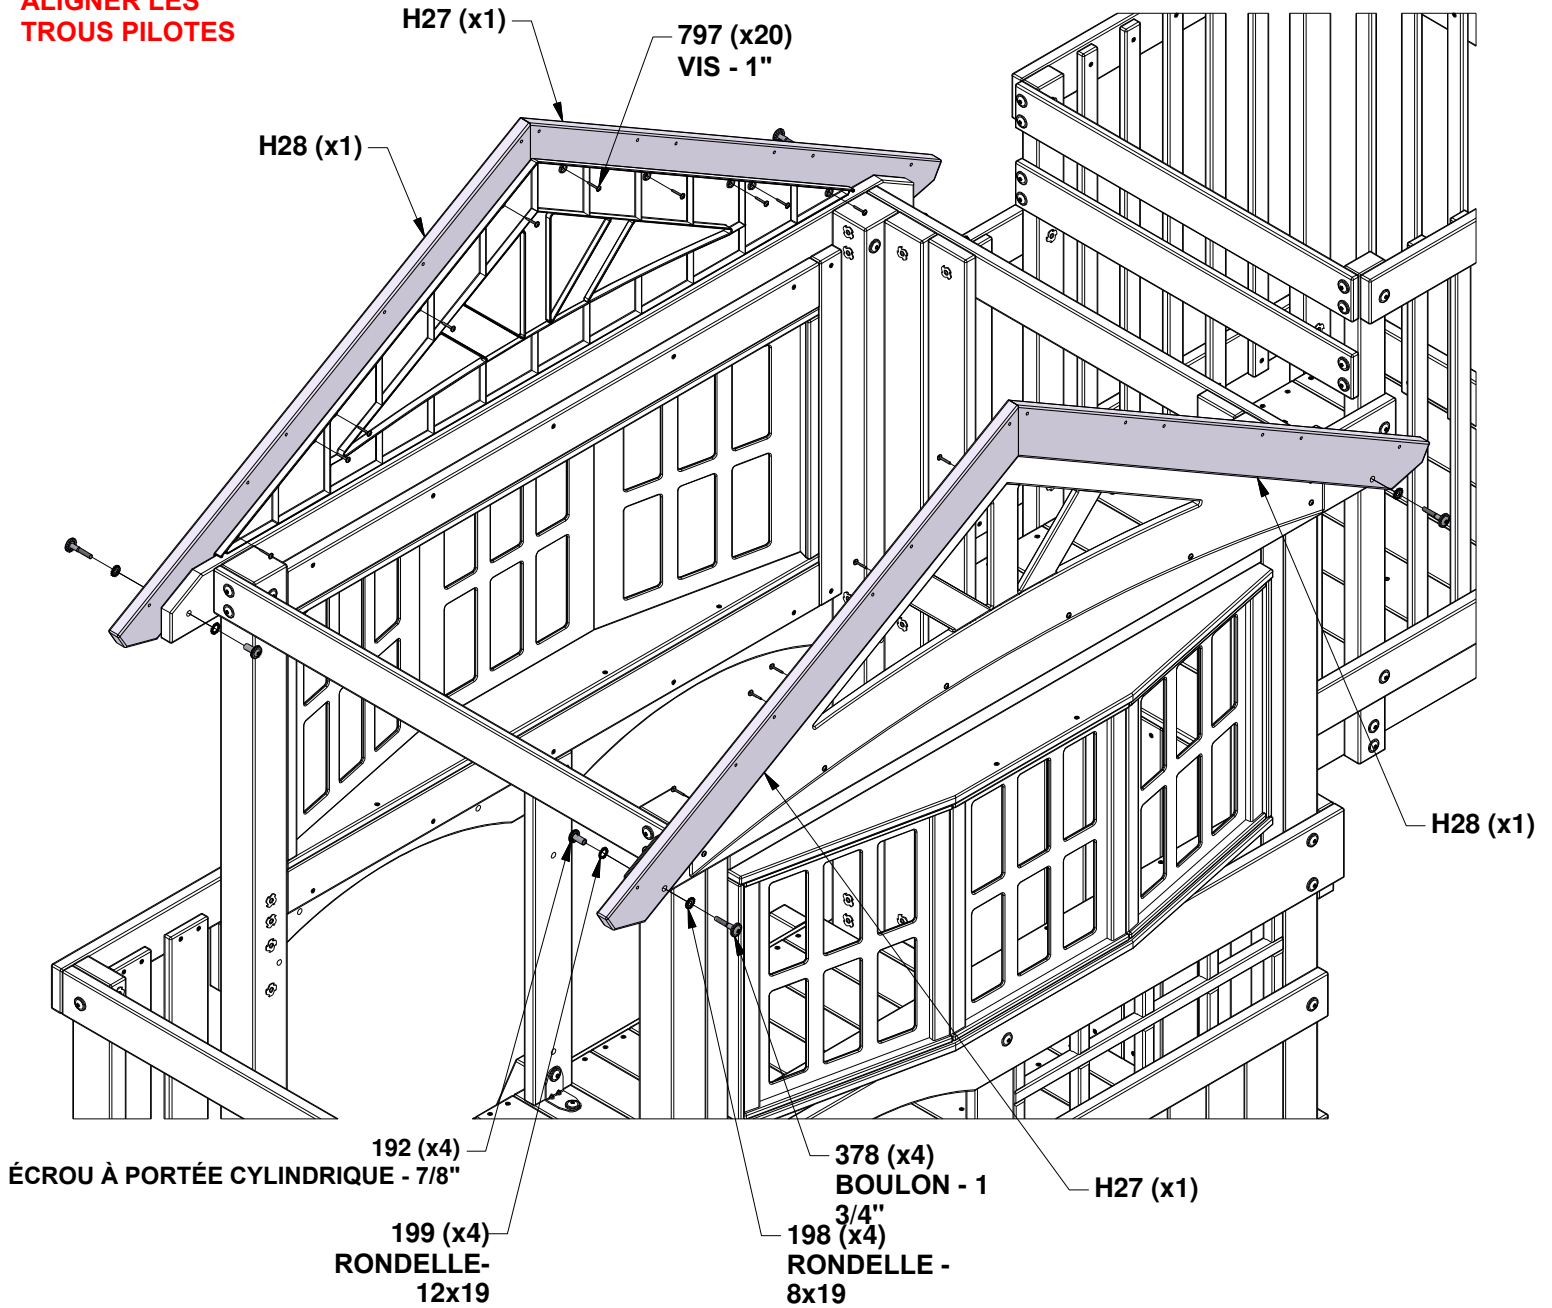 ALIGNER LES
TROUS PILOTES
H27 (x1)
797 (x20)
VIS - 1"
H28 (x1)
H28 (x1)
192 (x4)
ÉCROU À PORTÉE CYLINDRIQUE - 7/8"
378 (x4)
BOULON - 1
3/4"
H27 (x1)
199 (x4)
RONDELLE-
12x19
198 (x4)
RONDELLE -
8x19